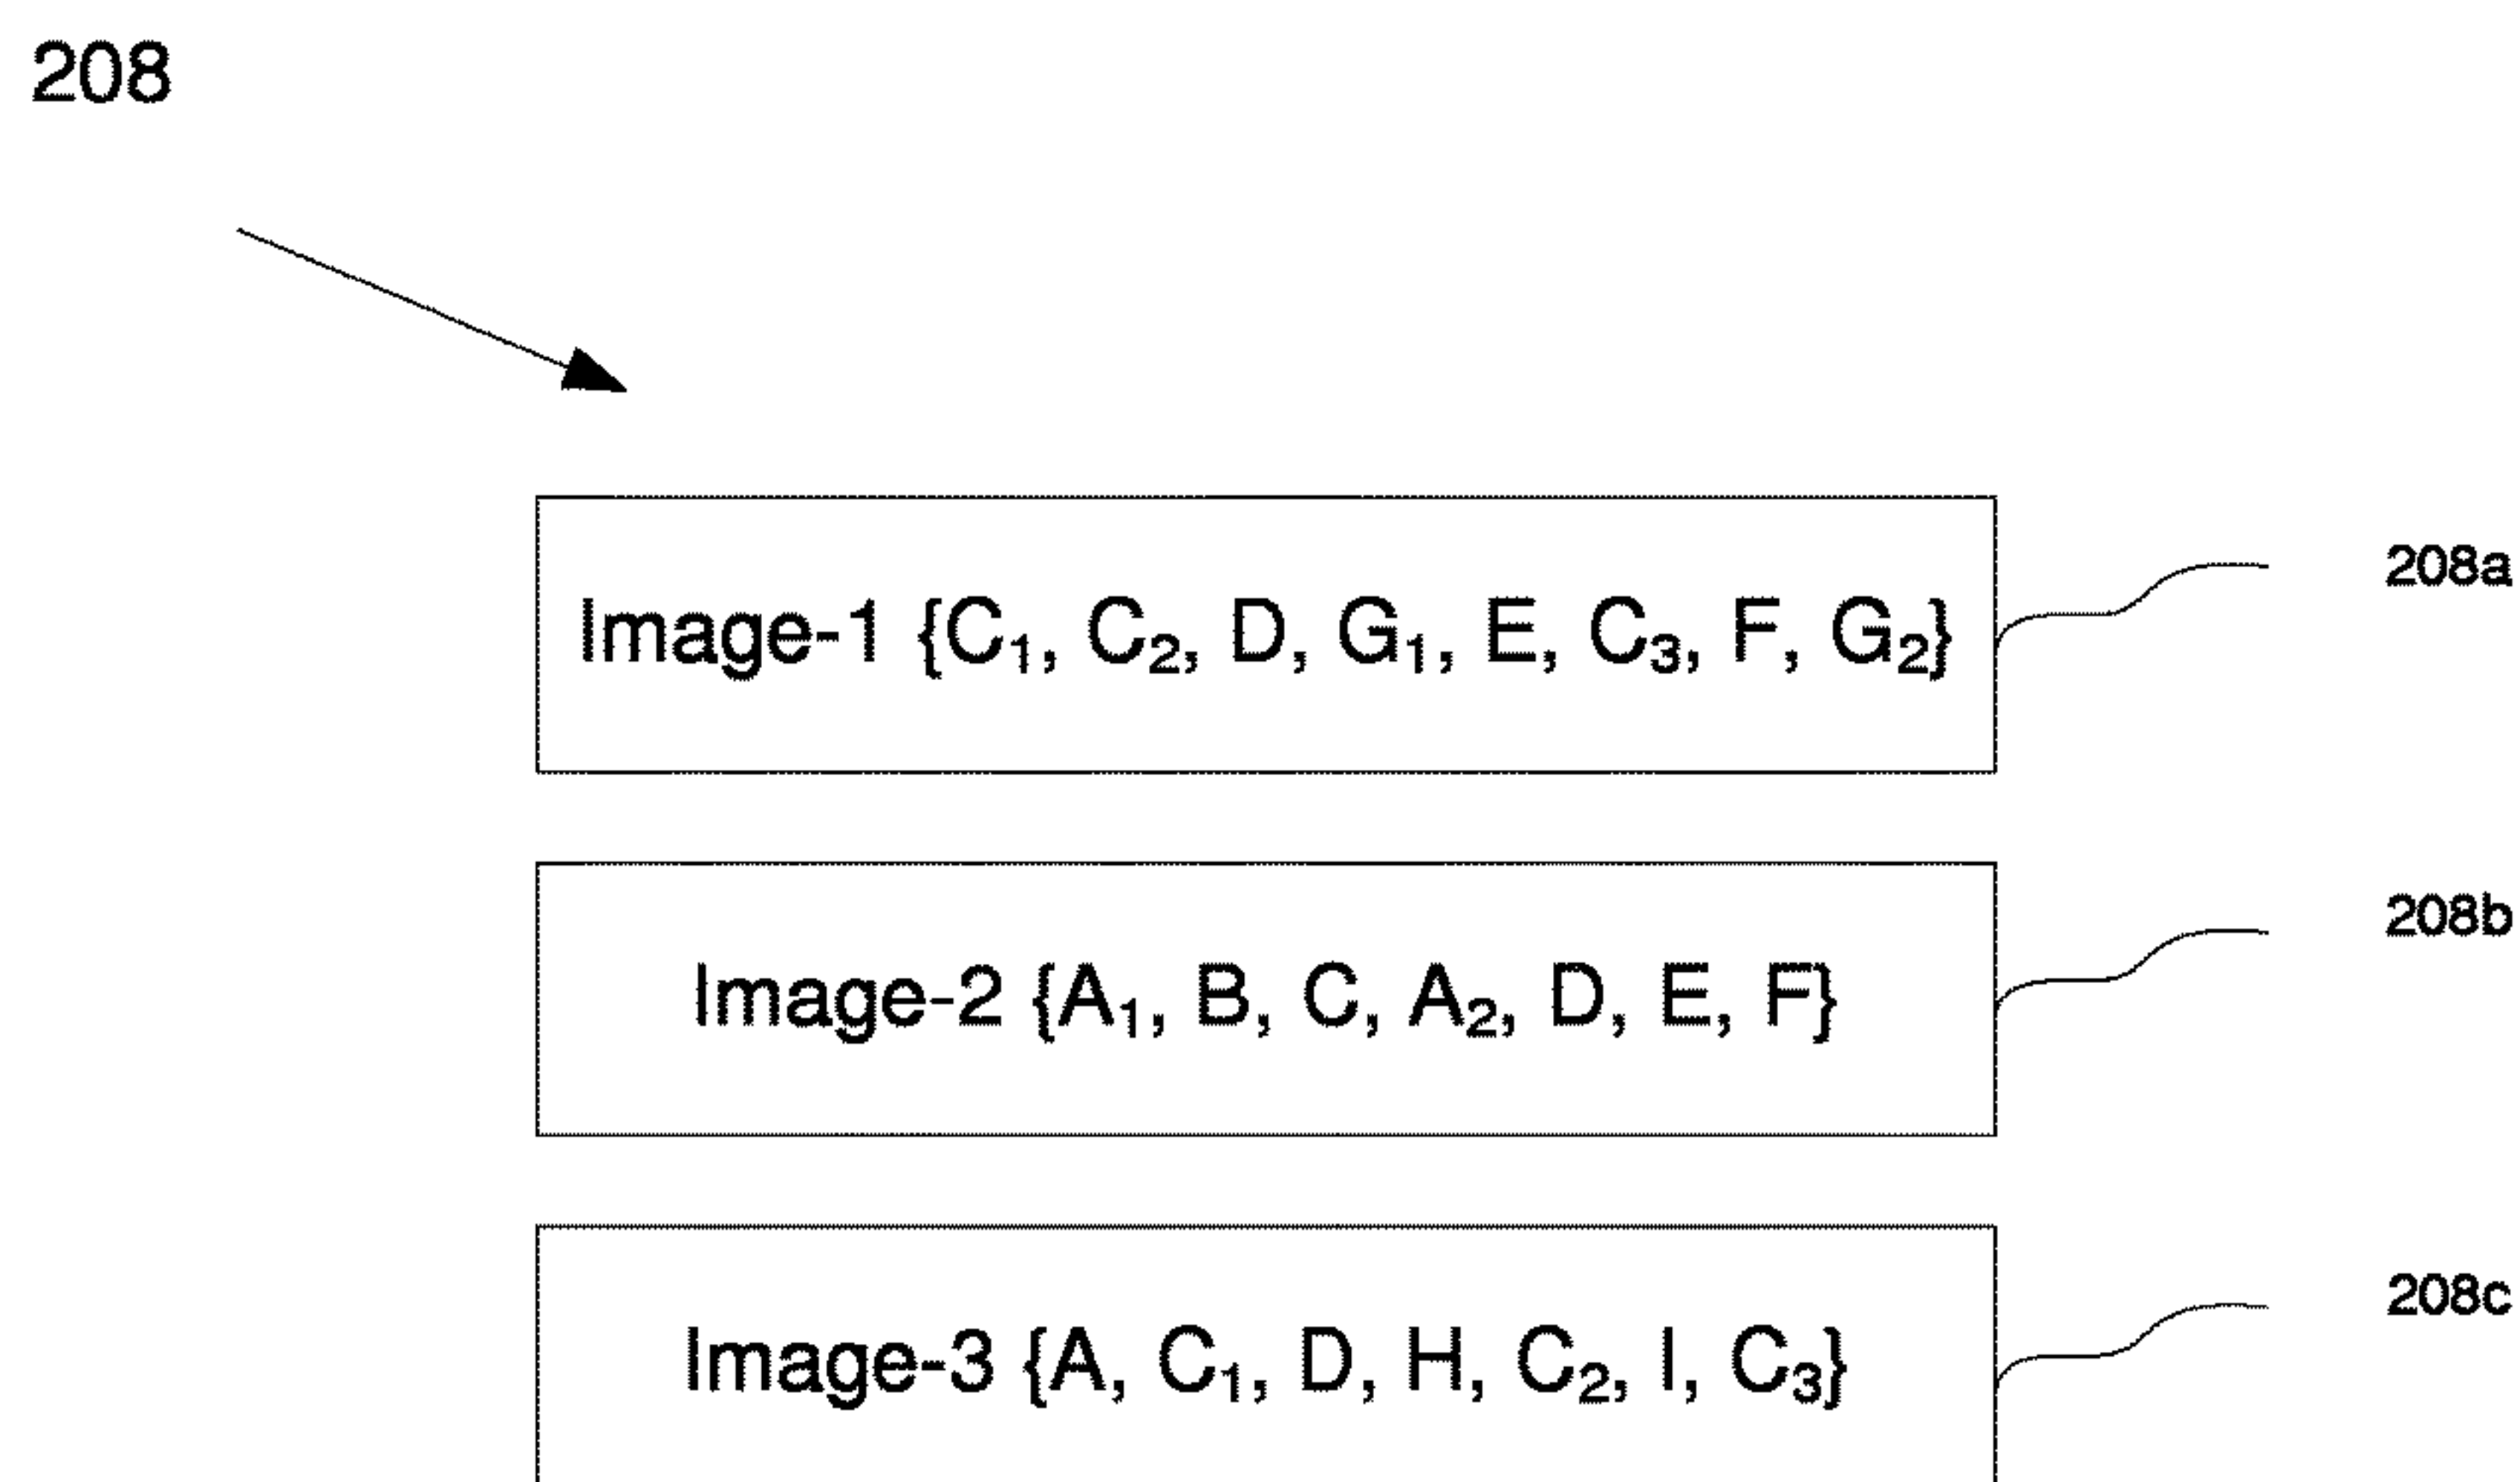 208
Image-1 {C₁, C₂, D, G₁, E, C₃, F, G₂}
208a
Image-2 {A₁, B, C, A₂, D, E, F}
208b
Image-3 {A, C₁, D, H, C₂, I, C₃}
208c